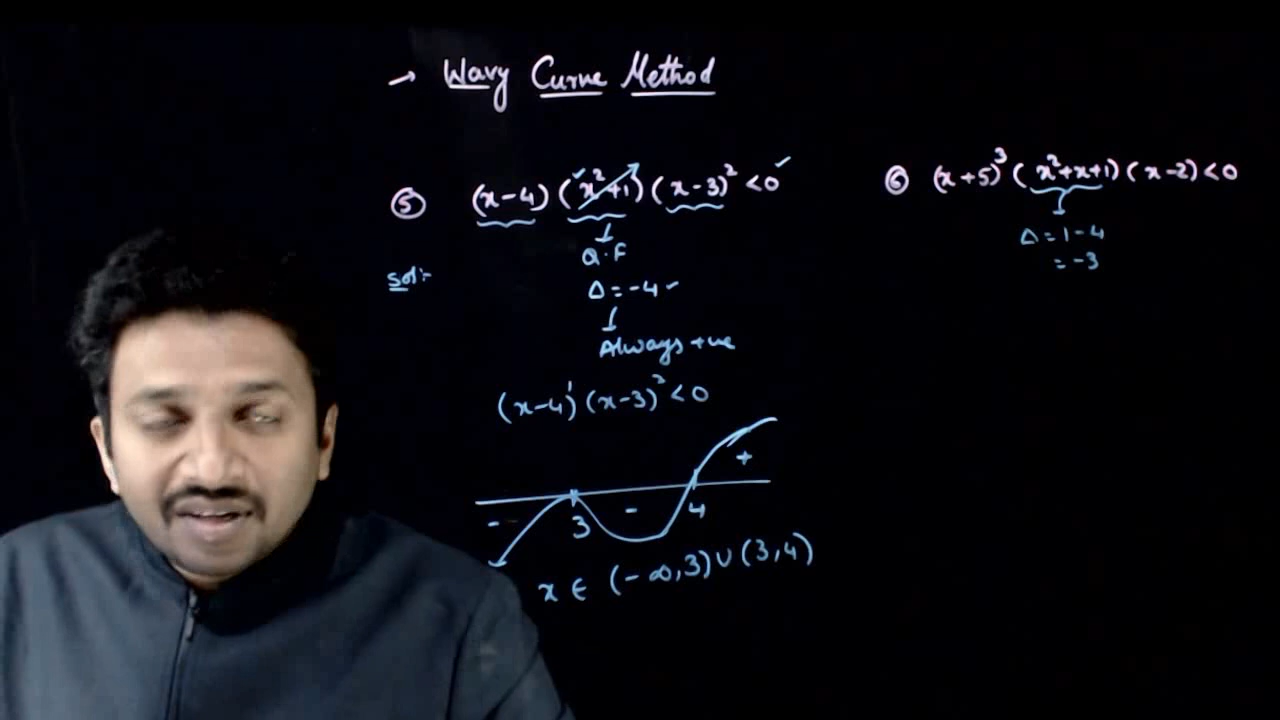 → Wavy Curve Method
⑤ (x-4) (x²+1) (x-3)² <0
Q.F
Sol:-
Δ = -4
Always +ve
(x-4)¹ (x-3)² <0
+
- 3 - 4
x ∈ (-∞,3)∪(3,4)
⑥ (x+5)³ (x²+x+1) (x-2) <0
Δ = 1-4
= -3